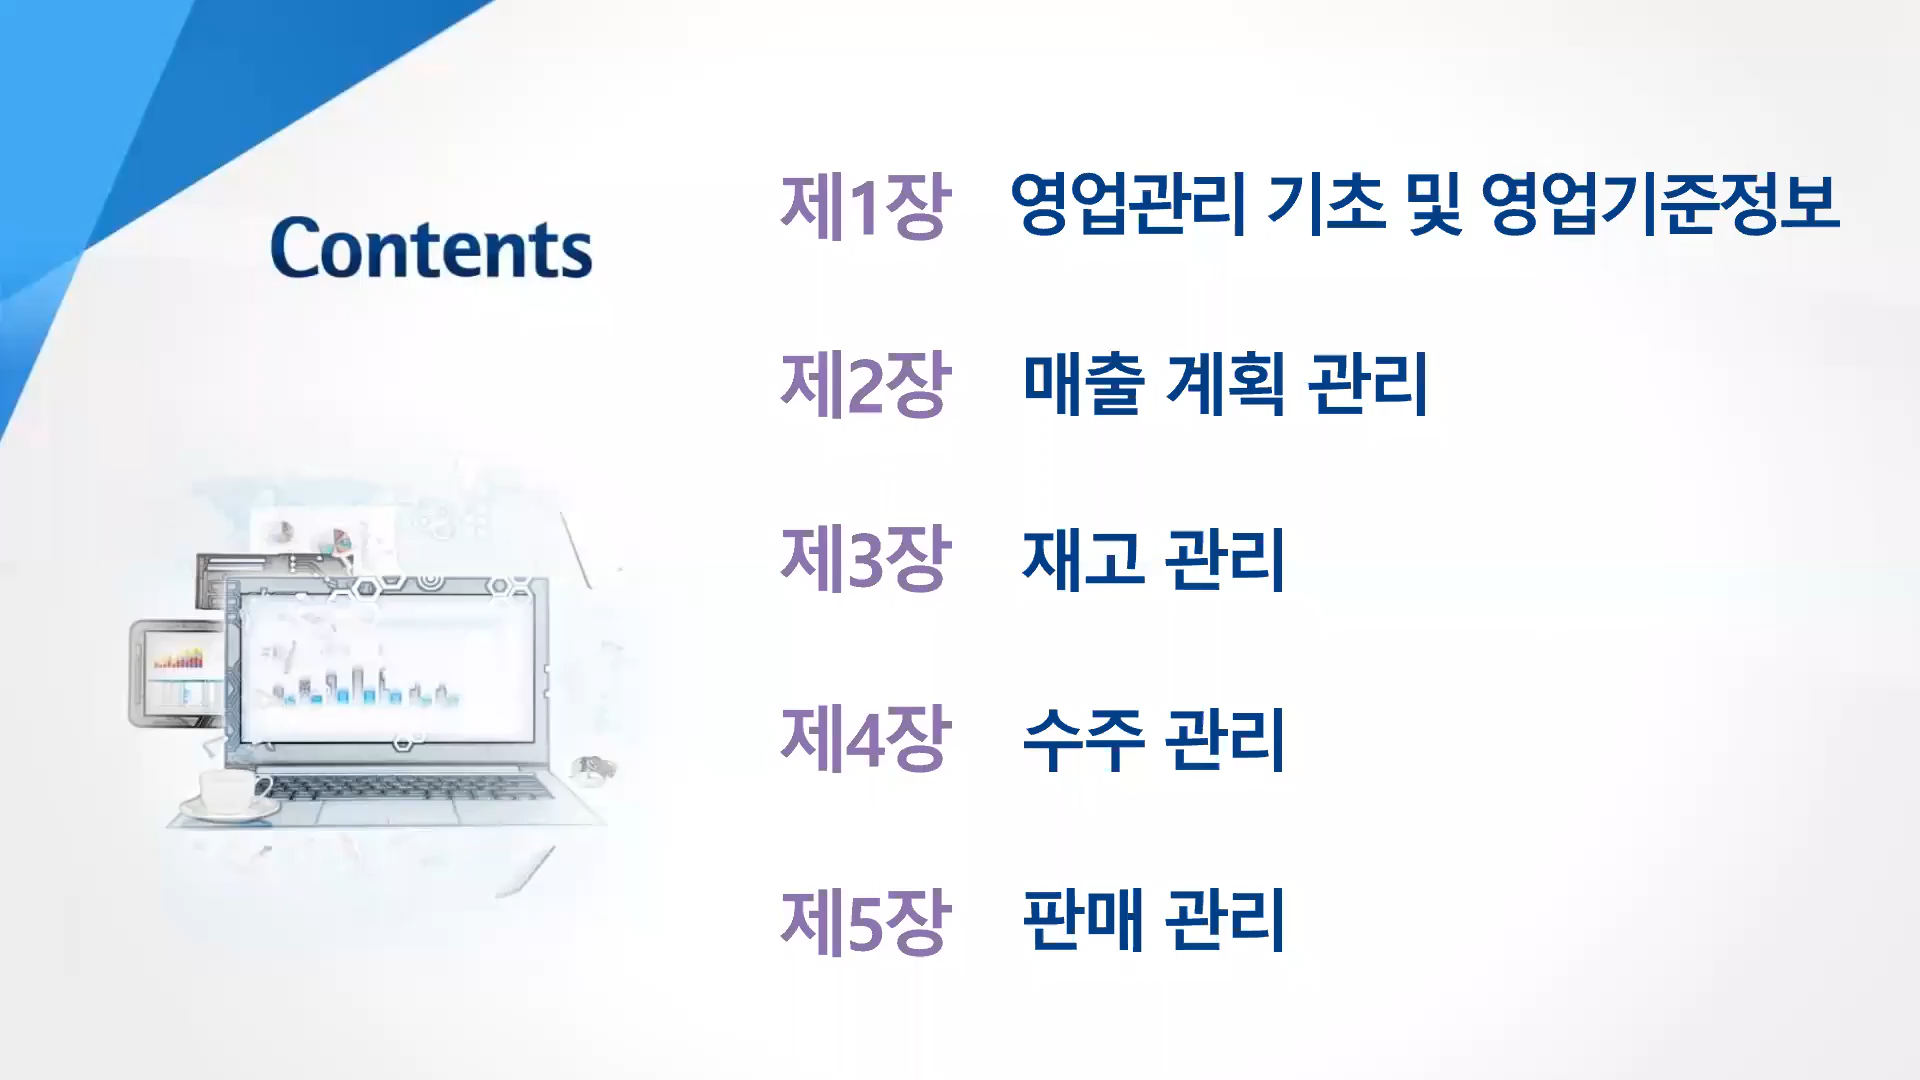 Contents
제1장 영업관리 기초 및 영업기준정보
제2장 매출 계획 관리
제3장 재고 관리
제4장 수주 관리
제5장 판매 관리